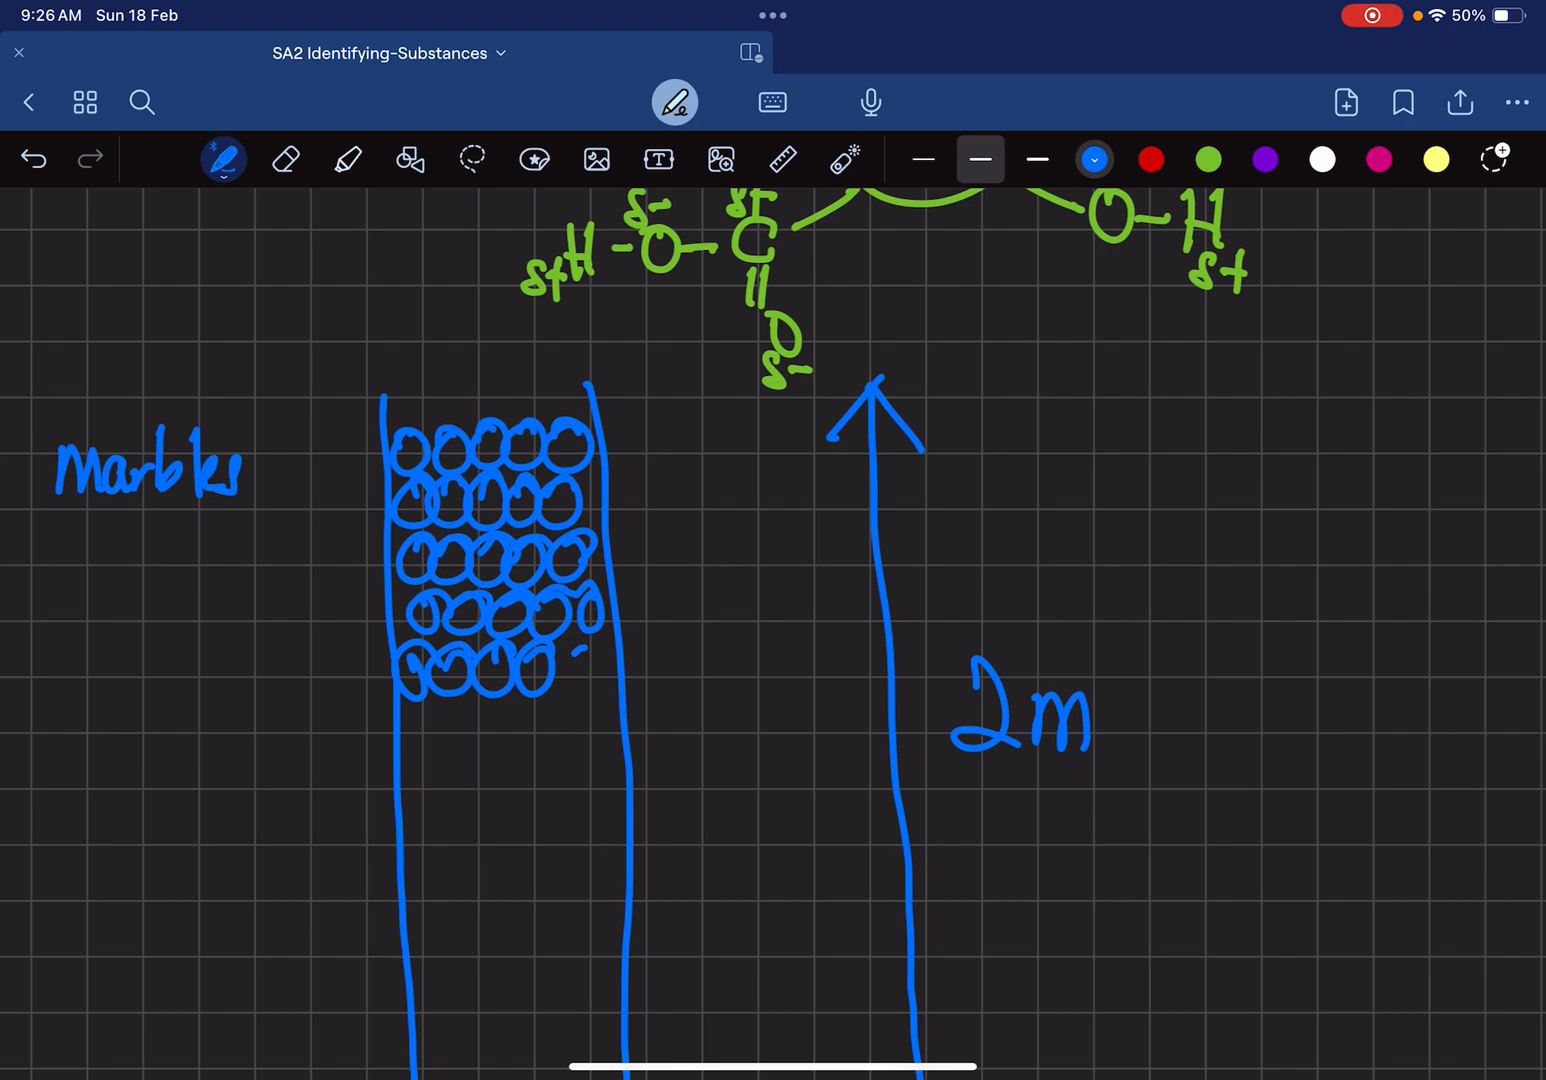 9:26 AM Sun 18 Feb
50%
SA2 Identifying-Substances
T
δ- δ+
δ+ H - O - C
O - H
δ+
O
δ-
Marbles
2m